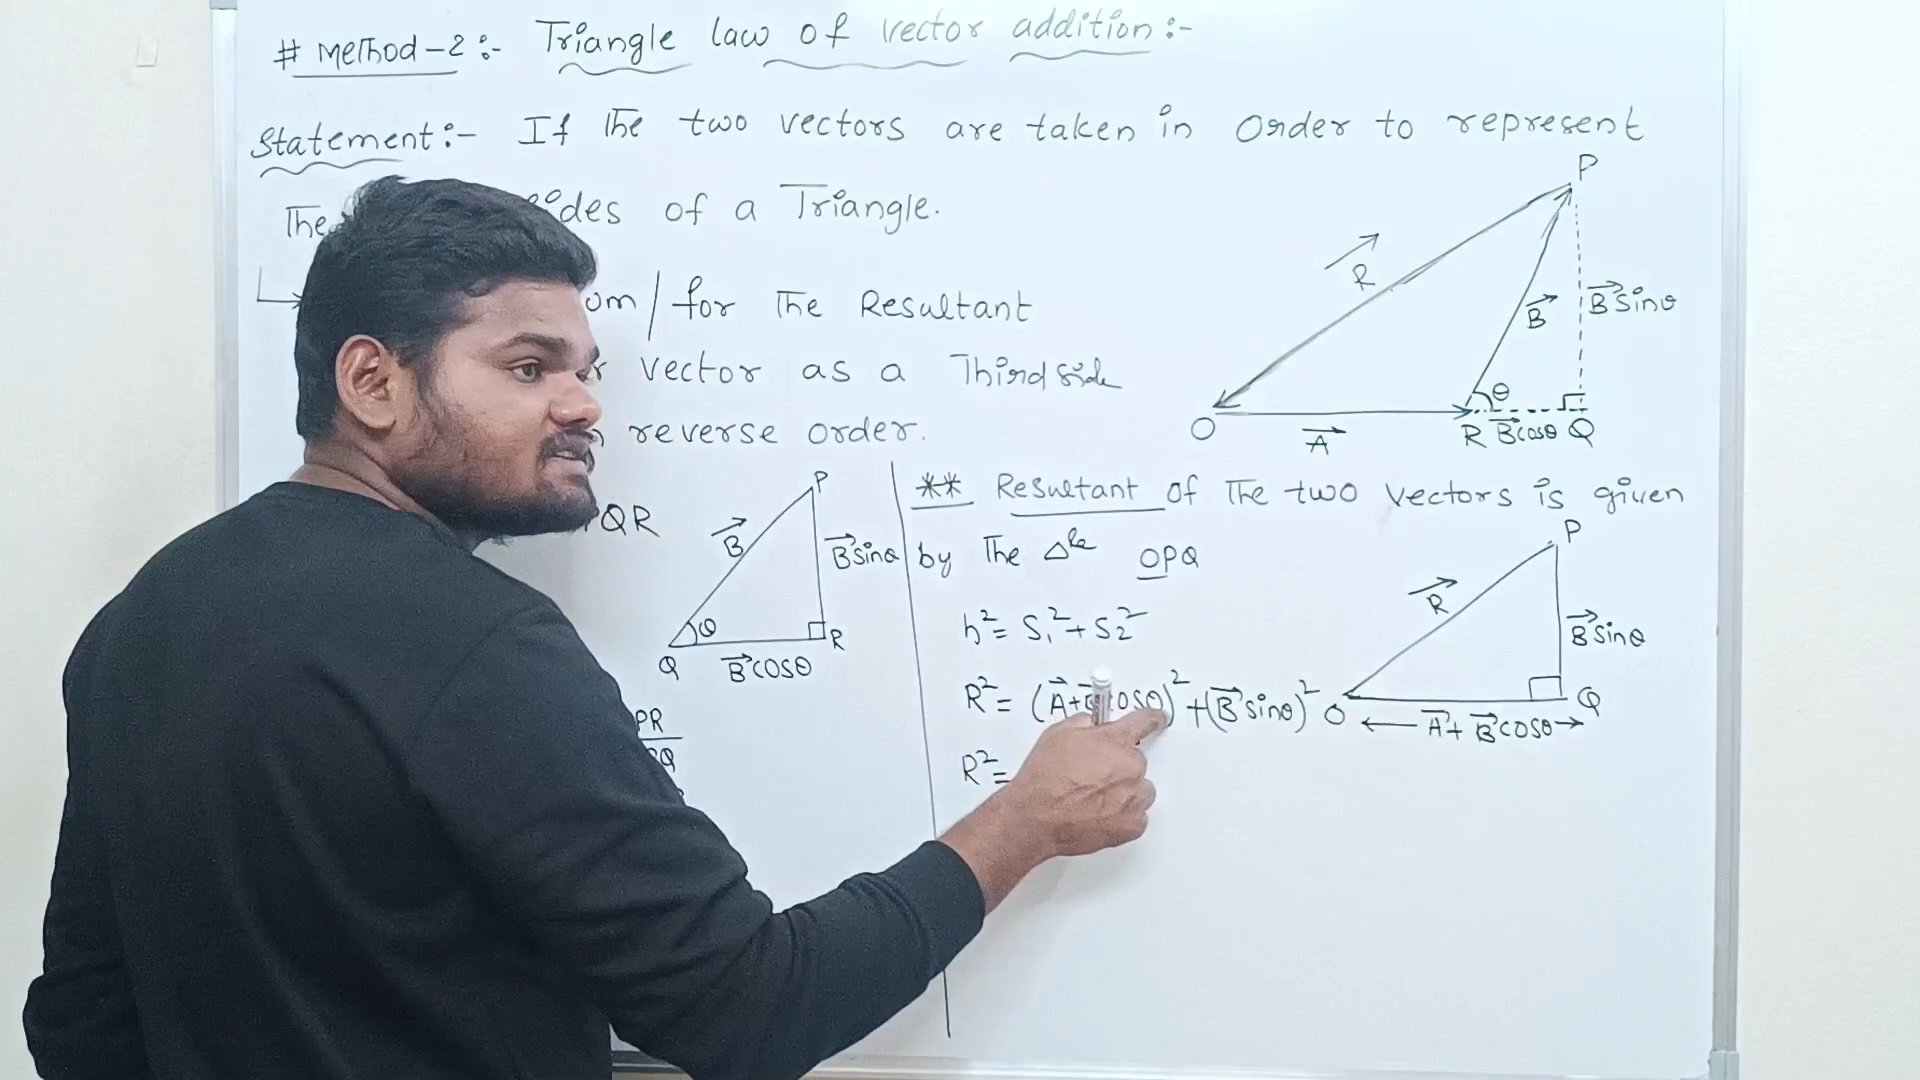 # Method-2:- Triangle law of vector addition:-
Statement:- If the two vectors are taken in order to represent
The sides of a Triangle.
/ for The Resultant
vector as a Third side
reverse order.
P
R
B
B sinθ
θ
O
A
R B cosθ Q
QR
P
B
B sinθ
θ
Q
B cosθ
R
PR
** Resultant of The two vectors is given
by The Δle OPQ
h²= S₁²+S₂²
R²= (A+B cosθ)²+(B sinθ)²
R²=
P
R
B sinθ
O
Q
A+ B cosθ